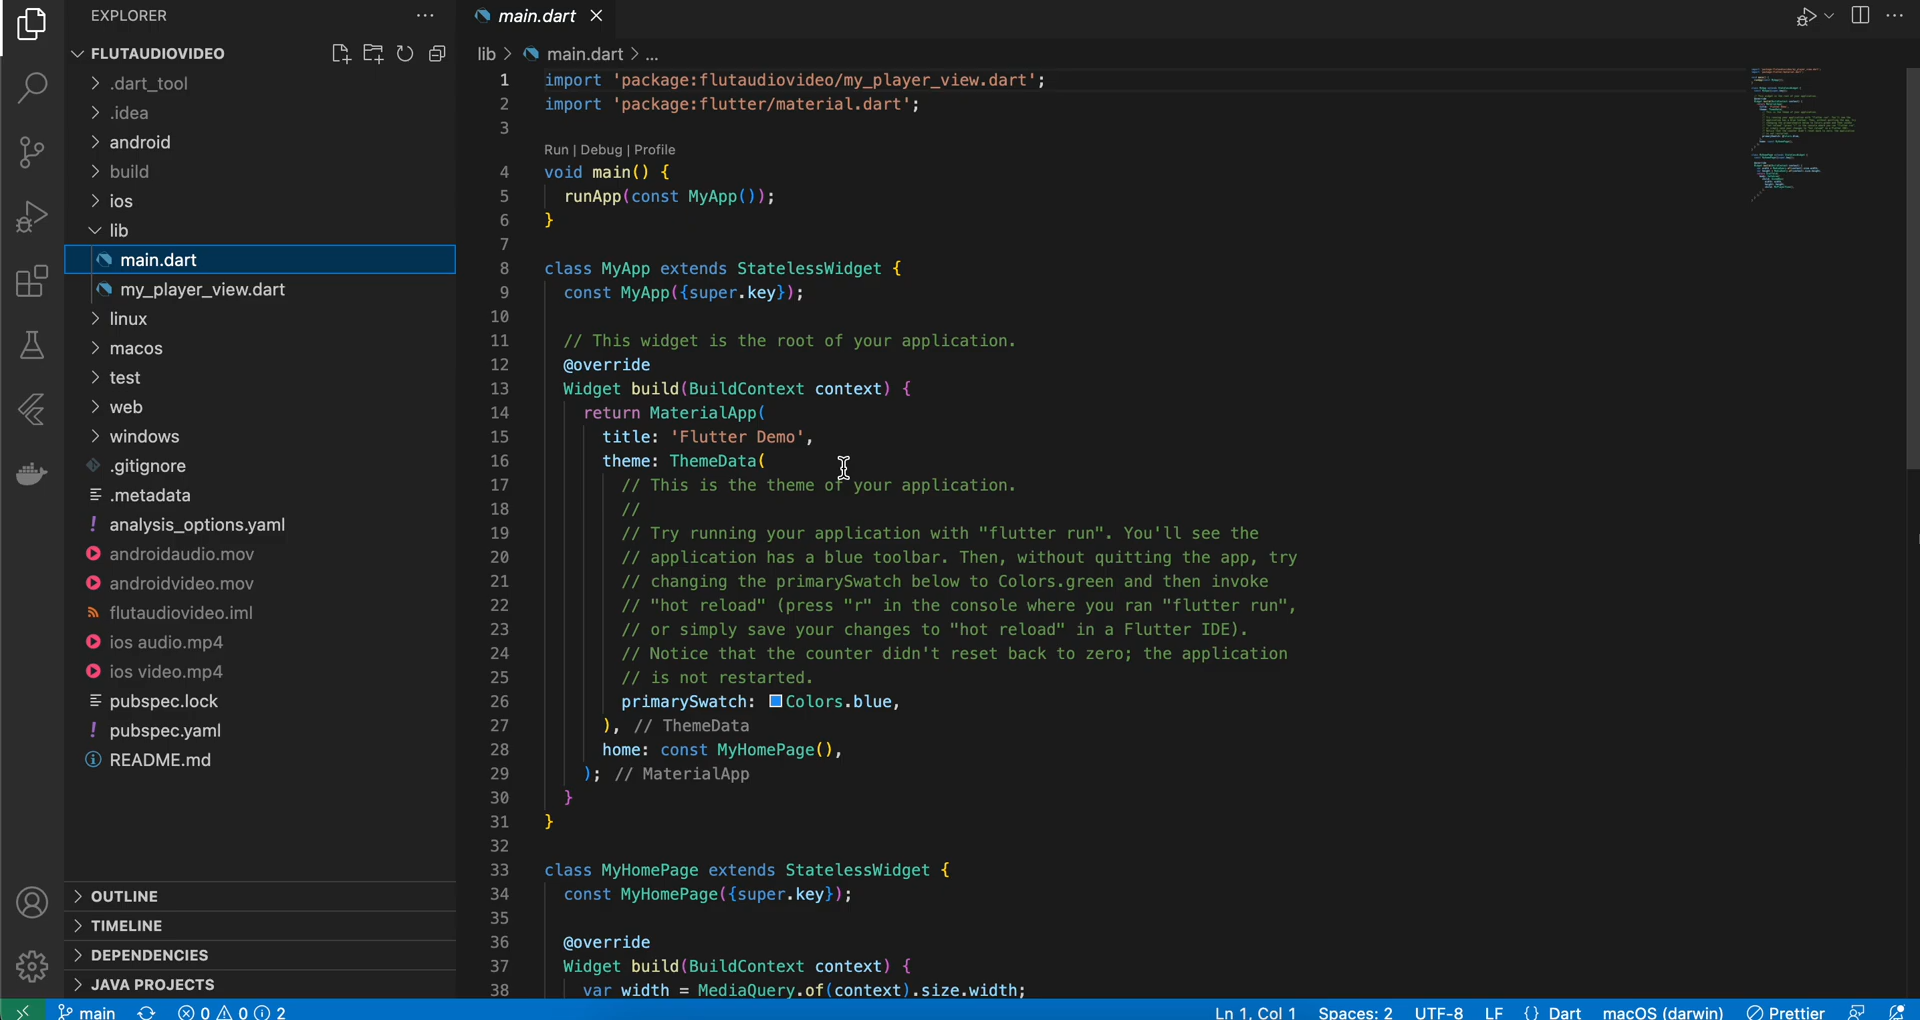 EXPLORER
FLUTAUDIOVIDEO
.dart_tool
.idea
android
build
ios
lib
main.dart
my_player_view.dart
linux
macos
test
web
windows
.gitignore
.metadata
analysis_options.yaml
androidaudio.mov
androidvideo.mov
flutaudiovideo.iml
ios audio.mp4
ios video.mp4
pubspec.lock
pubspec.yaml
README.md
OUTLINE
TIMELINE
DEPENDENCIES
JAVA PROJECTS
main.dart
lib > main.dart > ...
1 import 'package:flutaudiovideo/my_player_view.dart';
2 import 'package:flutter/material.dart';
3
Run | Debug | Profile
4 void main() {
5 runApp(const MyApp());
6 }
7
8 class MyApp extends StatelessWidget {
9 const MyApp({super.key});
10
11 // This widget is the root of your application.
12 @override
13 Widget build(BuildContext context) {
14 return MaterialApp(
15 title: 'Flutter Demo',
16 theme: ThemeData(
17 // This is the theme of your application.
18 //
19 // Try running your application with "flutter run". You'll see the
20 // application has a blue toolbar. Then, without quitting the app, try
21 // changing the primarySwatch below to Colors.green and then invoke
22 // "hot reload" (press "r" in the console where you ran "flutter run",
23 // or simply save your changes to "hot reload" in a Flutter IDE).
24 // Notice that the counter didn't reset back to zero; the application
25 // is not restarted.
26 primarySwatch: Colors.blue,
27 ), // ThemeData
28 home: const MyHomePage(),
29 ); // MaterialApp
30 }
31 }
32
33 class MyHomePage extends StatelessWidget {
34 const MyHomePage({super.key});
35
36 @override
37 Widget build(BuildContext context) {
38 var width = MediaQuery.of(context).size.width;
main 0 0 2 Ln 1, Col 1 Spaces: 2 UTF-8 LF {} Dart macOS (darwin) Prettier